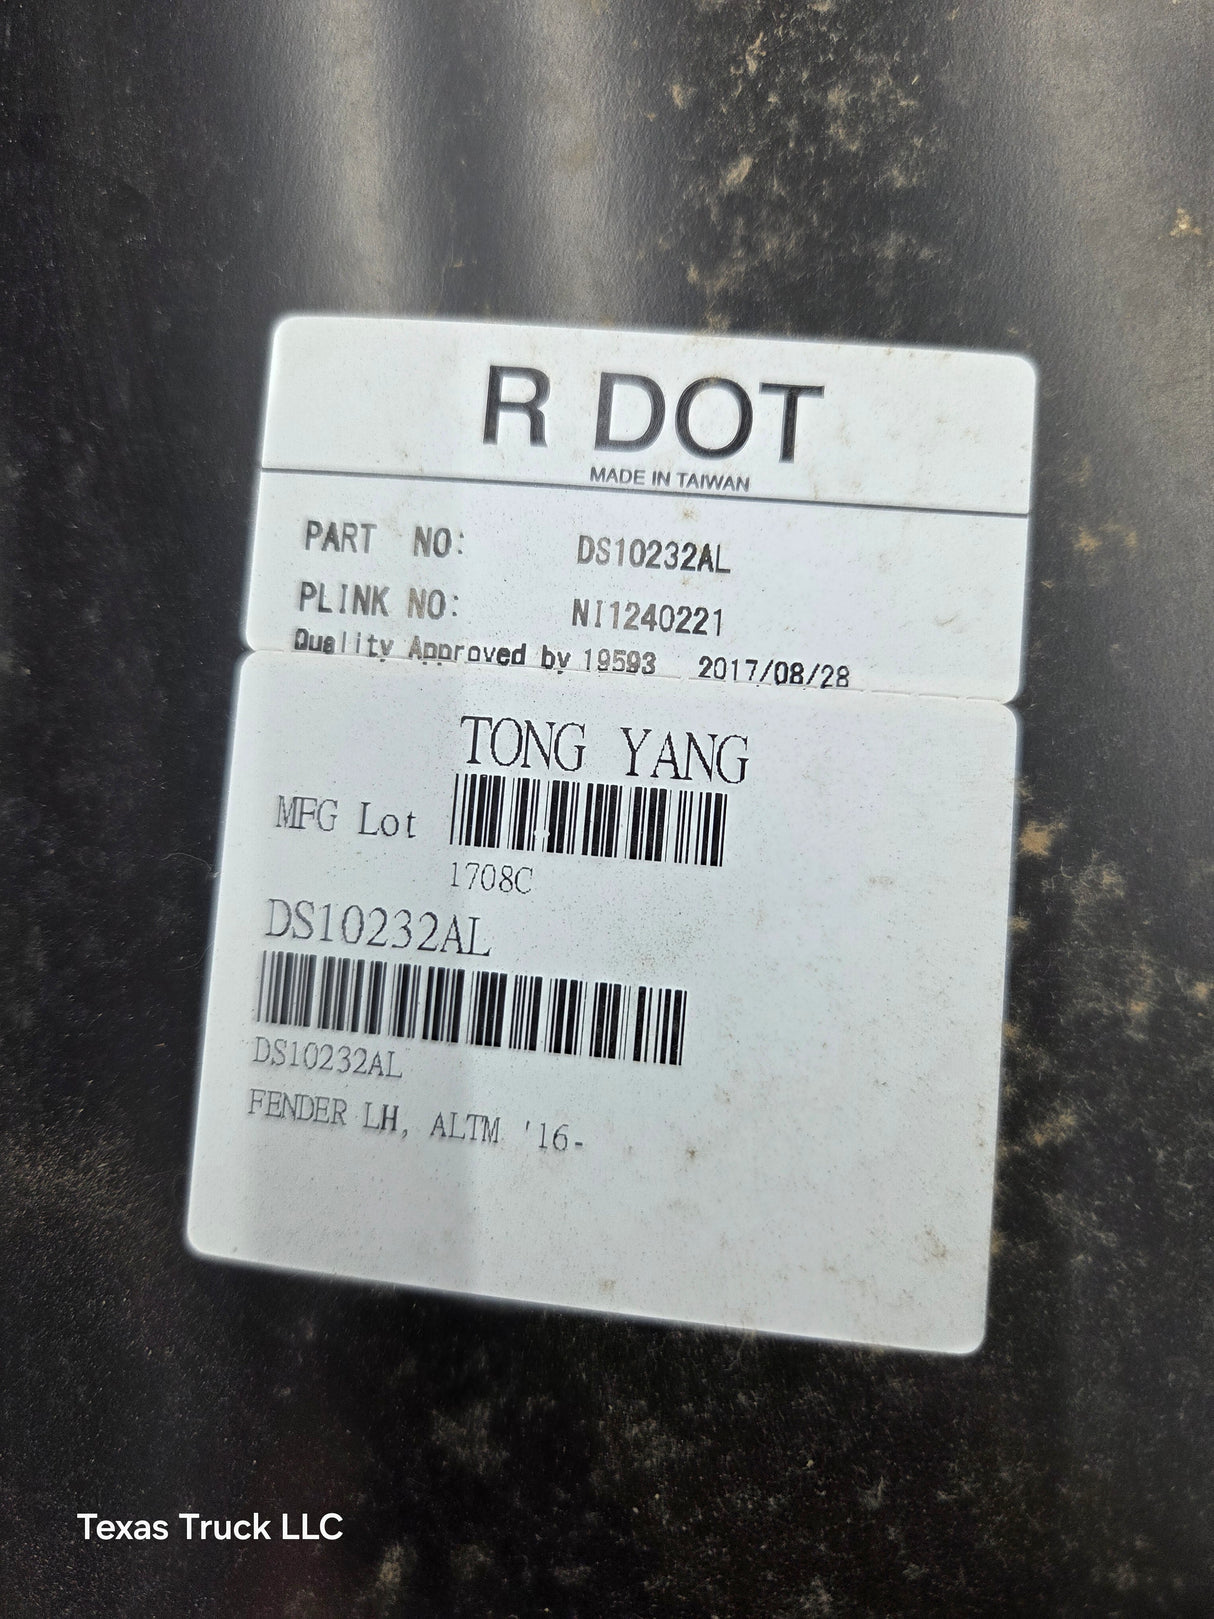 R DOT
MADE IN TAIWAN
PART NO: DS10232AL
PLINK NO: NI1240221
Quality Approved by 19593 2017/08/28
TONG YANG
MFG Lot
1708C
DS10232AL
DS10232AL
FENDER LH, ALTM '16-
Texas Truck LLC